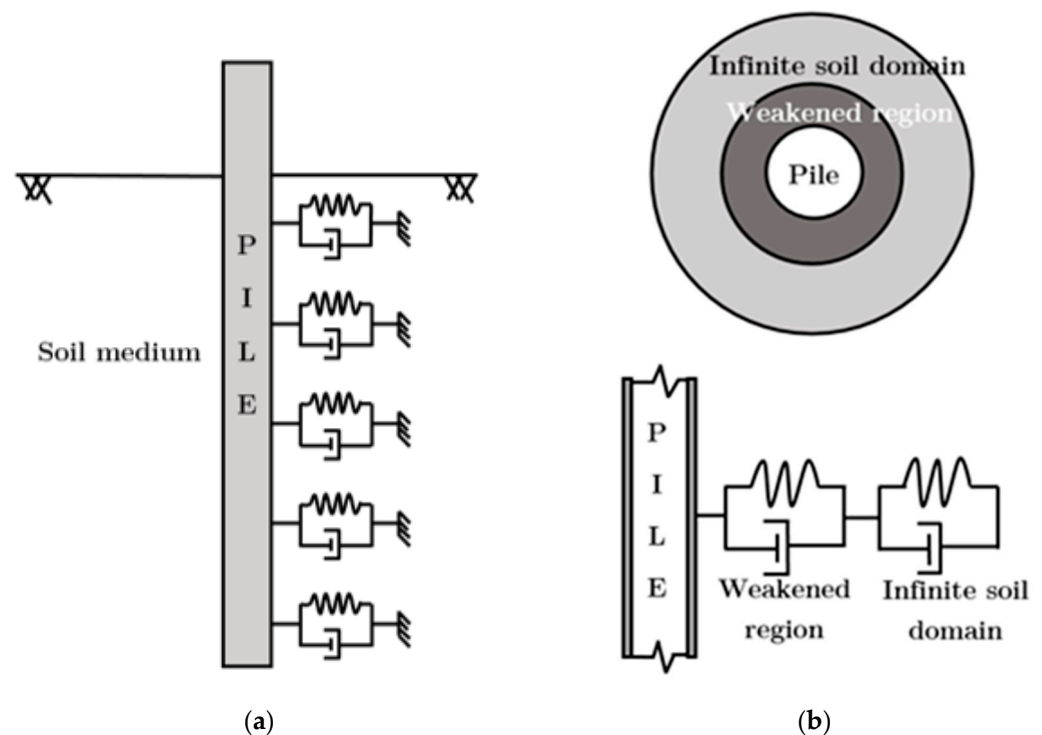 P
I
L
E
Soil medium
(a)
Infinite soil domain
Weakened region
Pile
P
I
L
E
Weakened
region
Infinite soil
domain
(b)